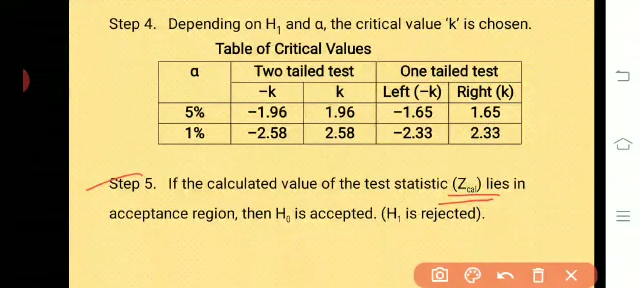 Step 4. Depending on H₁ and α, the critical value ‘k’ is chosen.
Table of Critical Values
α Two tailed test One tailed test
−k k Left (−k) Right (k)
5% −1.96 1.96 −1.65 1.65
1% −2.58 2.58 −2.33 2.33
Step 5. If the calculated value of the test statistic (Zcal) lies in
acceptance region, then H₀ is accepted. (H₁ is rejected).